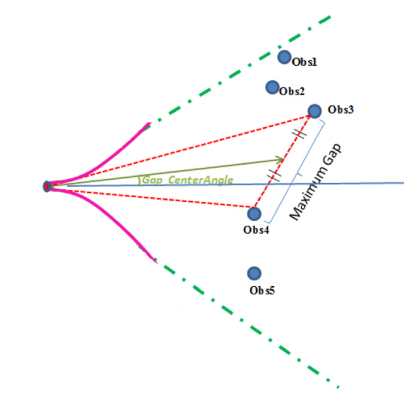 Obs1
Obs2
Obs3
Gap CenterAngle
Maximum Gap
Obs4
Obs5